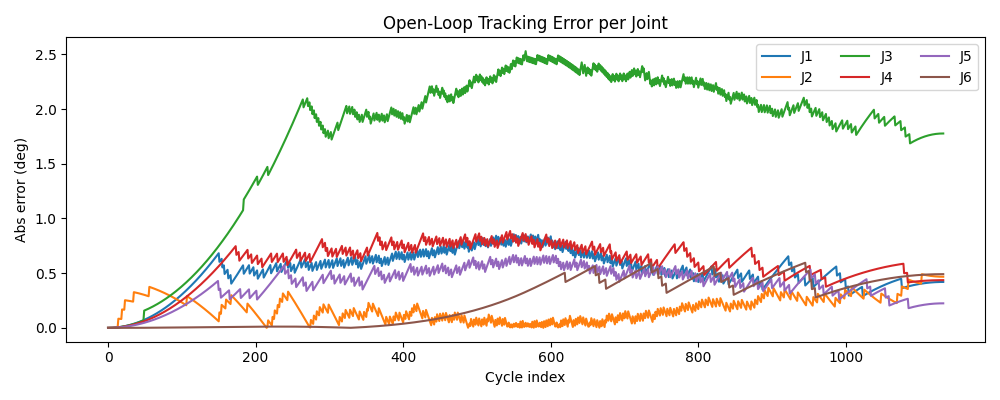 Open-Loop Tracking Error per Joint
Abs error (deg)
2.5
2.0
1.5
1.0
0.5
0.0
J1 J3 J5
J2 J4 J6
0 200 400 600 800 1000
Cycle index